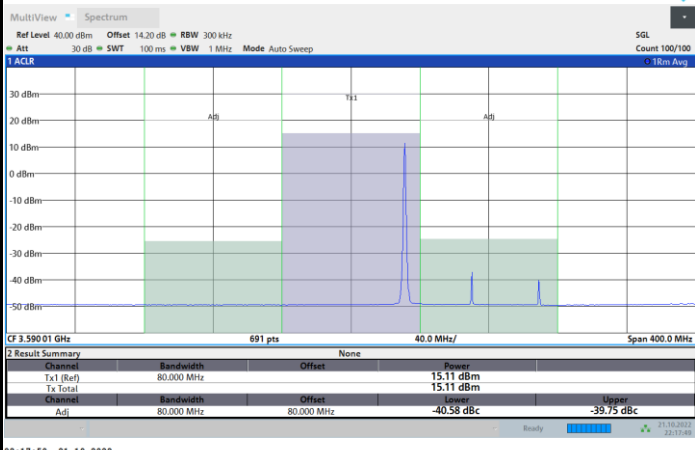 MultiView Spectrum
Ref Level 40.00 dBm Offset 14.20 dB RBW 300 kHz SGL
Att 30 dB SWT 100 ms VBW 1 MHz Mode Auto Sweep Count 100/100
1 ACLR 1Rm Avg
30 dBm
Tx1
20 dBm Adj Adj
10 dBm
0 dBm
-10 dBm
-20 dBm
-30 dBm
-40 dBm
-50 dBm
CF 3.590 01 GHz 691 pts 40.0 MHz/ Span 400.0 MHz
2 Result Summary None
Channel Bandwidth Offset Power
Tx1 (Ref) 80.000 MHz 15.11 dBm
Tx Total 15.11 dBm
Channel Bandwidth Offset Lower Upper
Adj 80.000 MHz 80.000 MHz -40.58 dBc -39.75 dBc
Ready 21.10.2022
22:17:49